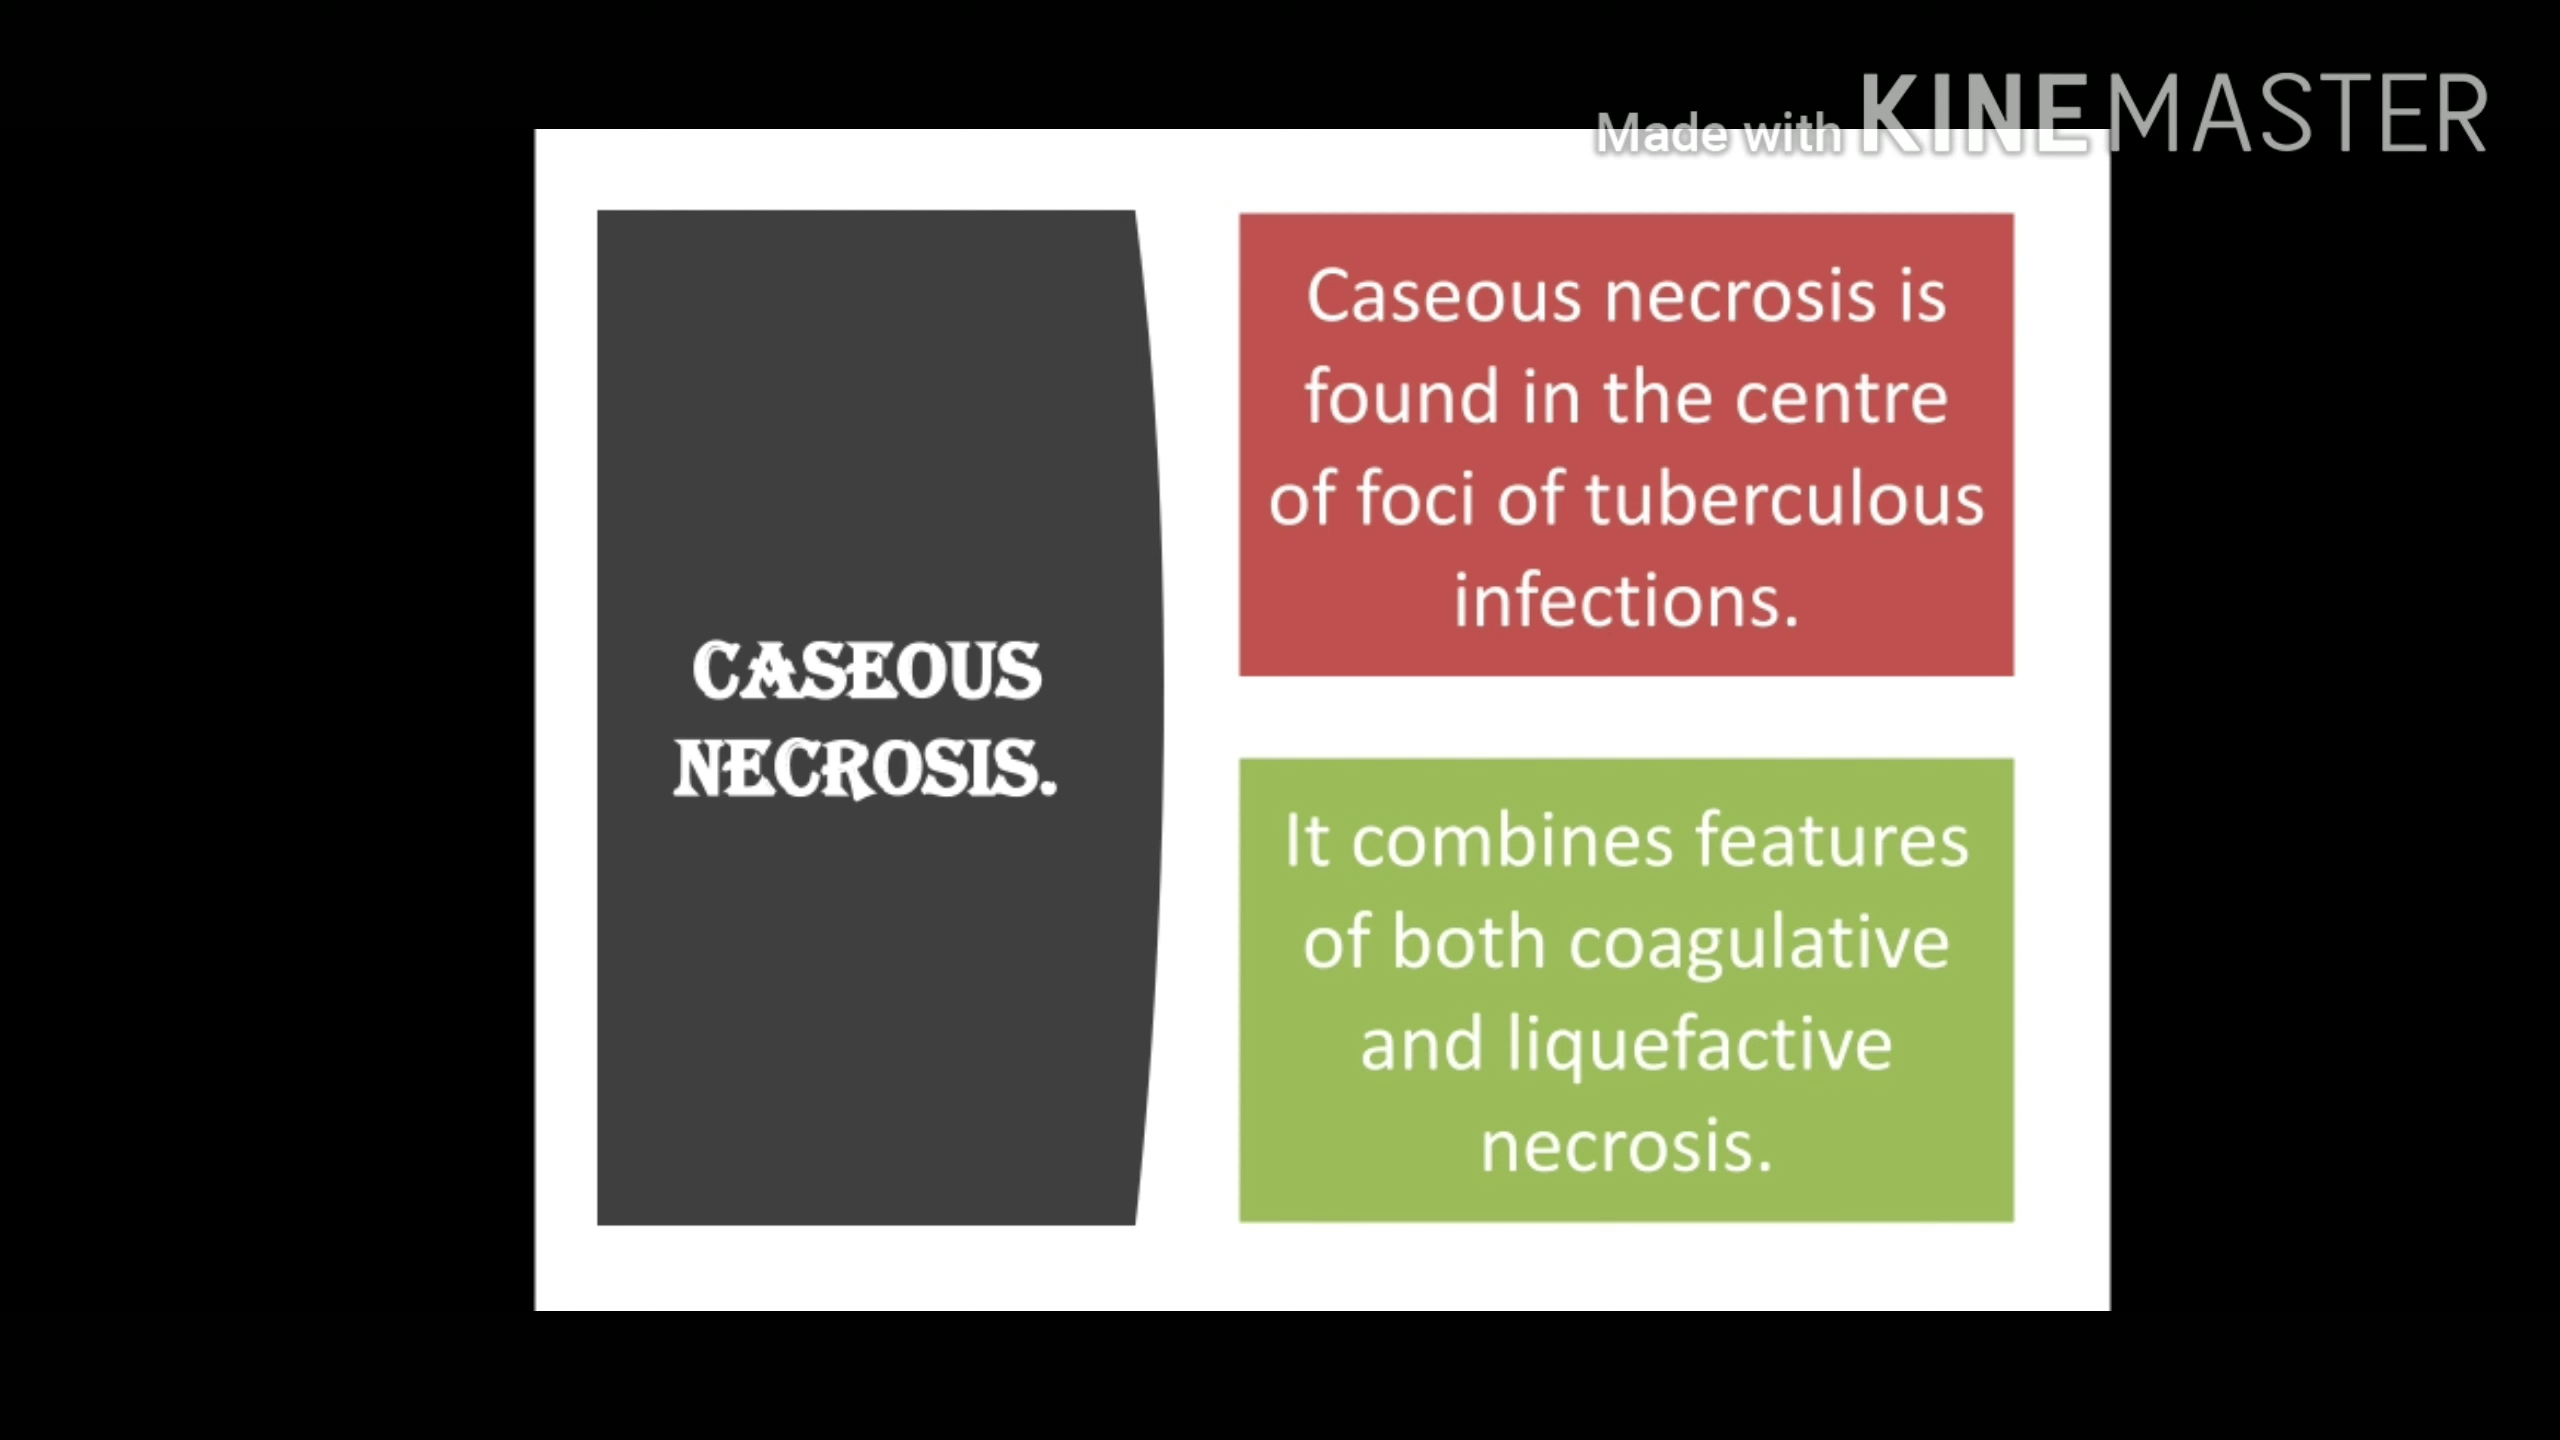 Made with KINEMASTER
CASEOUS
NECROSIS.
Caseous necrosis is
found in the centre
of foci of tuberculous
infections.
It combines features
of both coagulative
and liquefactive
necrosis.